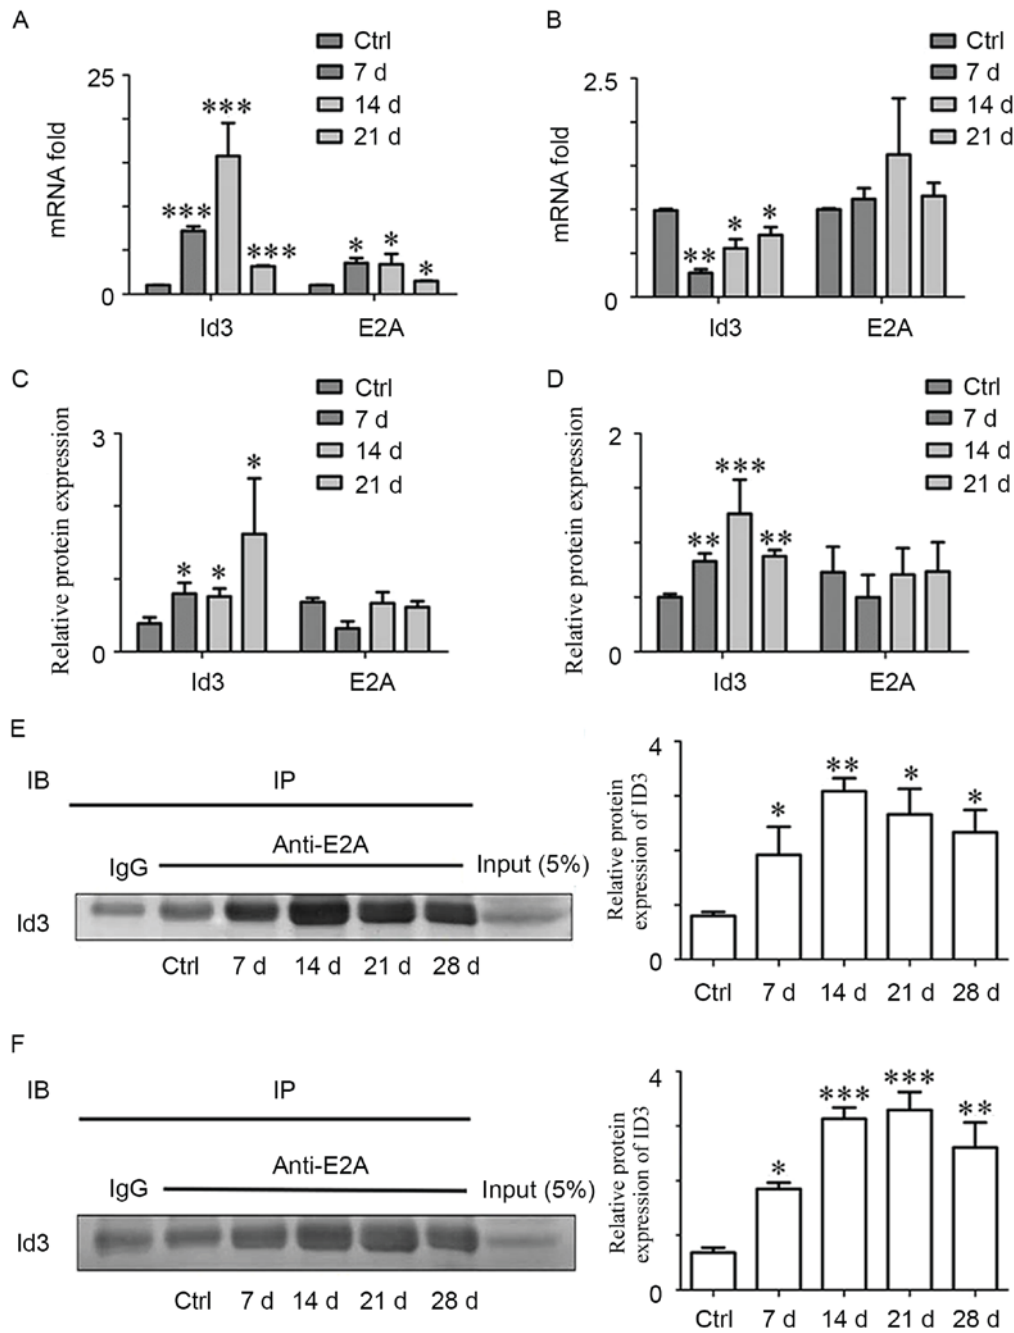 A
Ctrl
7 d
14 d
21 d
25
0
mRNA fold
***
***
***
*
*
*
Id3
E2A
B
Ctrl
7 d
14 d
21 d
2.5
0
mRNA fold
**
*
*
Id3
E2A
C
Ctrl
7 d
14 d
21 d
3
0
Relative protein expression
*
*
*
Id3
E2A
D
Ctrl
7 d
14 d
21 d
2
0
Relative protein expression
**
***
**
Id3
E2A
E
IB
IP
Anti-E2A
IgG
Input (5%)
Id3
Ctrl 7 d 14 d 21 d 28 d
4
0
Relative protein
expression of ID3
*
**
*
*
Ctrl 7 d 14 d 21 d 28 d
F
IB
IP
Anti-E2A
IgG
Input (5%)
Id3
Ctrl 7 d 14 d 21 d 28 d
4
0
Relative protein
expression of ID3
*
***
***
**
Ctrl 7 d 14 d 21 d 28 d